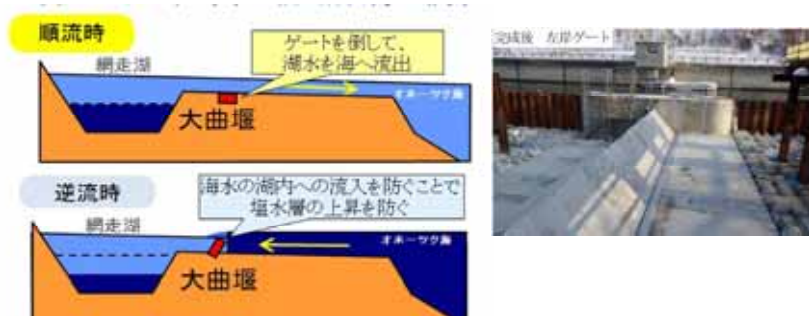 順流時
ゲートを倒して、
湖水を海へ流出
網走湖
オホーツク海
大曲堰
逆流時
海水の湖内への流入を防ぐことで
塩水層の上昇を防ぐ
網走湖
オホーツク海
大曲堰
完成後 左岸ゲート